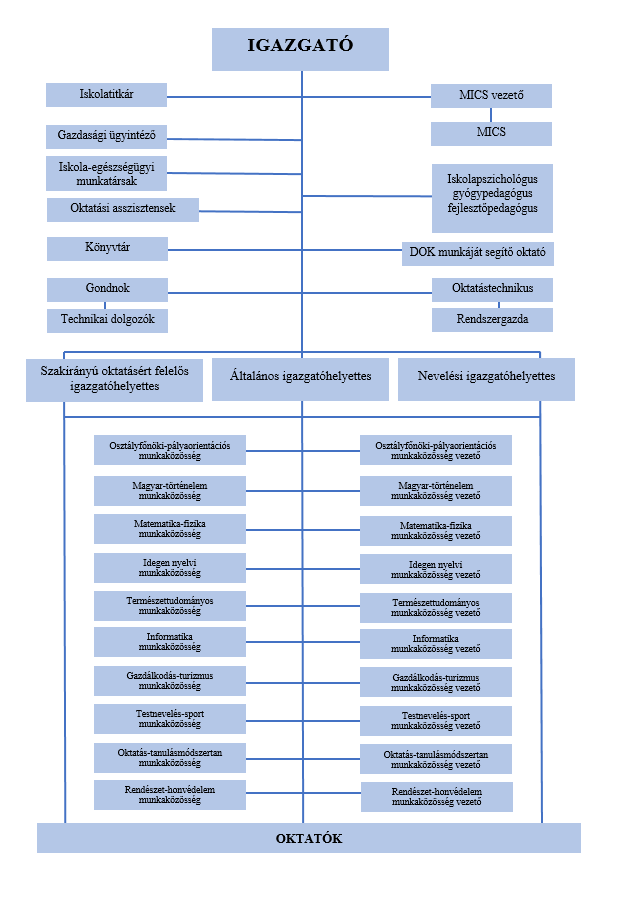 IGAZGATÓ
Iskolatitkár
MICS vezető
Gazdasági ügyintéző
MICS
Iskola-egészségügyi
munkatársak
Iskolapszichológus
gyógypedagógus
fejlesztőpedagógus
Oktatási asszisztensek
Könyvtár
DOK munkáját segítő oktató
Gondnok
Oktatástechnikus
Technikai dolgozók
Rendszergazda
Szakirányú oktatásért felelős
igazgatóhelyettes
Általános igazgatóhelyettes
Nevelési igazgatóhelyettes
Osztályfőnöki-pályaorientációs
munkaközösség
Osztályfőnöki-pályaorientációs
munkaközösség vezető
Magyar-történelem
munkaközösség
Magyar-történelem
munkaközösség vezető
Matematika-fizika
munkaközösség
Matematika-fizika
munkaközösség vezető
Idegen nyelvi
munkaközösség
Idegen nyelvi
munkaközösség vezető
Természettudományos
munkaközösség
Természettudományos
munkaközösség vezető
Informatika
munkaközösség
Informatika
munkaközösség vezető
Gazdálkodás-turizmus
munkaközösség
Gazdálkodás-turizmus
munkaközösség vezető
Testnevelés-sport
munkaközösség
Testnevelés-sport
munkaközösség vezető
Oktatás-tanulásmódszertan
munkaközösség
Oktatás-tanulásmódszertan
munkaközösség vezető
Rendészet-honvédelem
munkaközösség
Rendészet-honvédelem
munkaközösség vezető
OKTATÓK